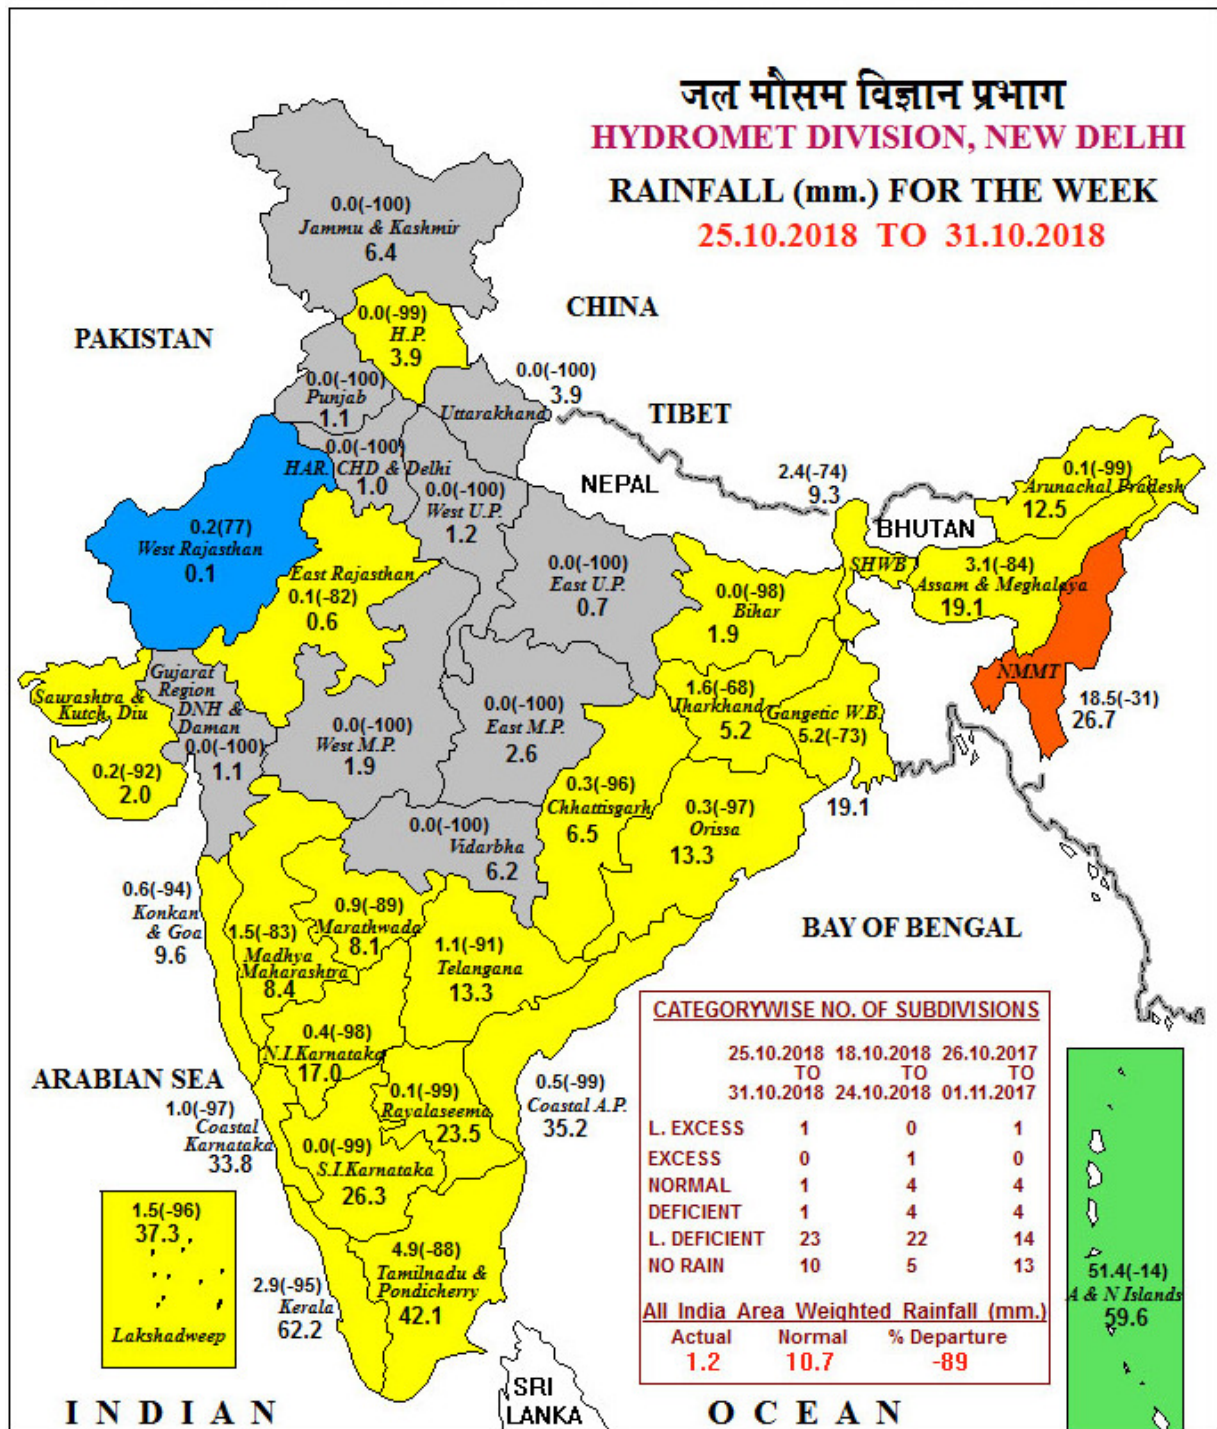 जल मौसम विज्ञान प्रभाग
HYDROMET DIVISION, NEW DELHI
RAINFALL (mm.) FOR THE WEEK
25.10.2018 TO 31.10.2018
0.0(-100)
Jammu & Kashmir
6.4
CHINA
PAKISTAN
0.0(-99)
H.P.
3.9
0.0(-100)
Punjab
1.1
0.0(-100)
3.9
Uttarakhand
TIBET
0.0(-100)
HAR. CHD & Delhi
1.0
NEPAL
2.4(-74)
9.3
SHWB
BHUTAN
0.1(-99)
Arunachal Pradesh
12.5
0.0(-100)
West U.P.
1.2
0.2(77)
West Rajasthan
0.1
East Rajasthan
0.1(-82)
0.6
0.0(-100)
East U.P.
0.7
0.0(-98)
Bihar
1.9
3.1(-84)
Assam & Meghalaya
19.1
NMMT
18.5(-31)
26.7
Saurashtra &
Kutch, Diu
0.2(-92)
2.0
Gujarat
Region
DNH &
Daman
0.0(-100)
1.1
0.0(-100)
West M.P.
1.9
0.0(-100)
East M.P.
2.6
1.6(-68)
Jharkhand
5.2
Gangetic W.B.
5.2(-73)
19.1
0.3(-96)
Chhattisgarh
6.5
0.3(-97)
Orissa
13.3
0.0(-100)
Vidarbha
6.2
0.6(-94)
Konkan
& Goa
9.6
1.5(-83)
Madhya
Maharashtra
8.4
0.9(-89)
Marathwada
8.1
1.1(-91)
Telangana
13.3
BAY OF BENGAL
0.4(-98)
N.I.Karnataka
17.0
ARABIAN SEA
1.0(-97)
Coastal
Karnataka
33.8
0.1(-99)
Rayalaseema
23.5
0.5(-99)
Coastal A.P.
35.2
0.0(-99)
S.I.Karnataka
26.3
1.5(-96)
37.3
Lakshadweep
2.9(-95)
Kerala
62.2
4.9(-88)
Tamilnadu &
Pondicherry
42.1
CATEGORYWISE NO. OF SUBDIVISIONS
25.10.2018 18.10.2018 26.10.2017
TO TO TO
31.10.2018 24.10.2018 01.11.2017
L. EXCESS 1 0 1
EXCESS 0 1 0
NORMAL 1 4 4
DEFICIENT 1 4 4
L. DEFICIENT 23 22 14
NO RAIN 10 5 13
All India Area Weighted Rainfall (mm.)
Actual Normal % Departure
1.2 10.7 -89
51.4(-14)
A & N Islands
59.6
SRI
LANKA
INDIAN OCEAN